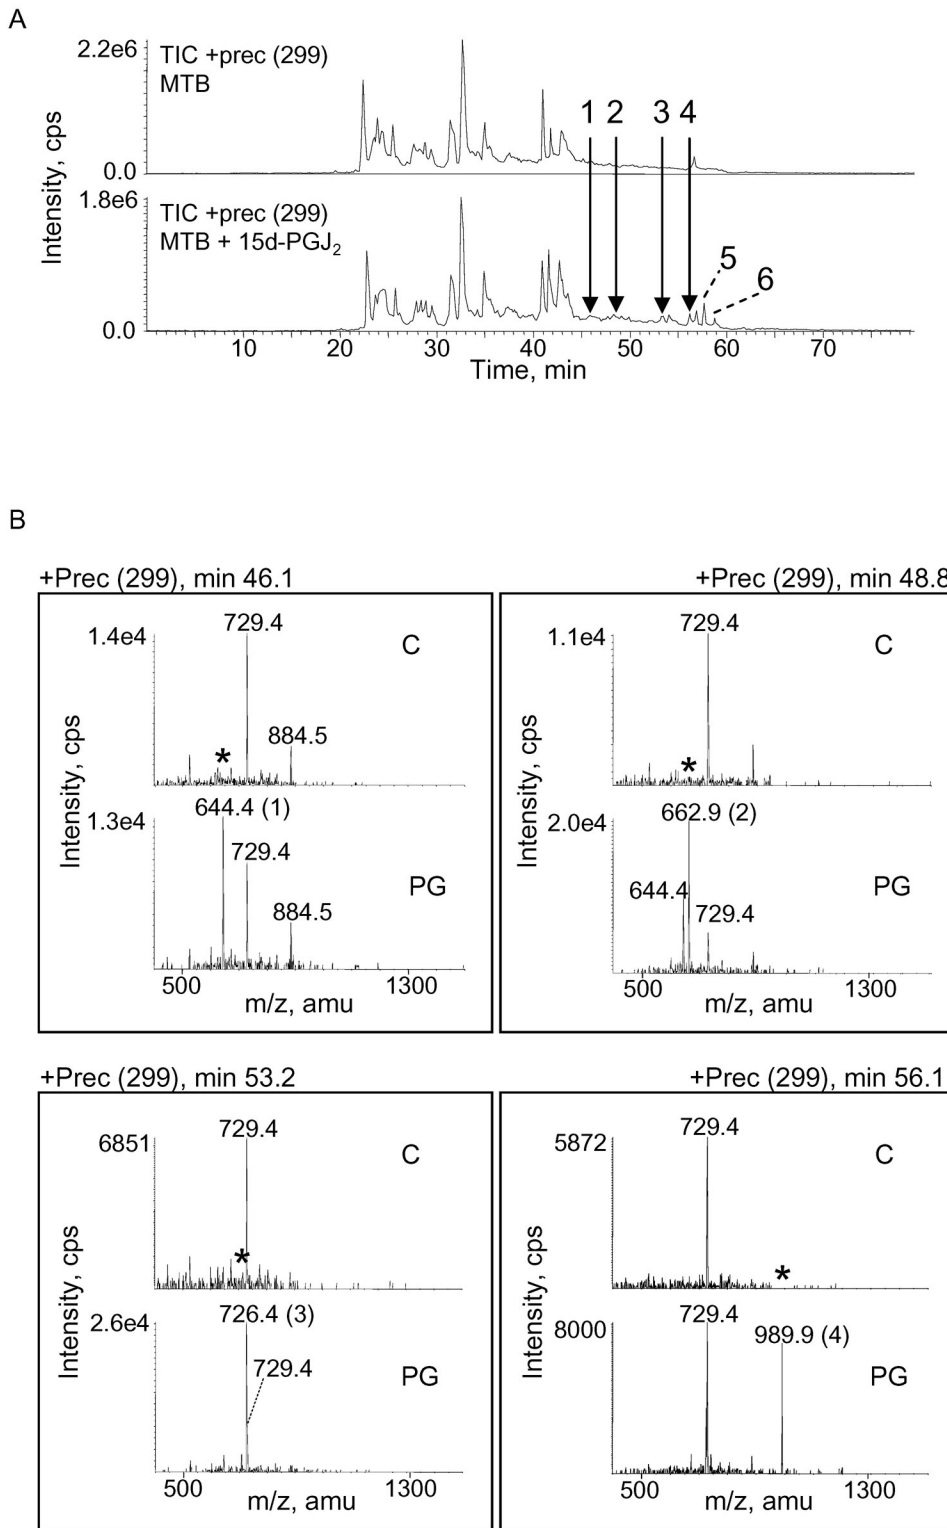 A
2.2e6
TIC +prec (299)
MTB
1 2 3 4
0.0
Intensity, cps
1.8e6
TIC +prec (299)
MTB + 15d-PGJ2
5
6
0.0
10 20 30 40 50 60 70
Time, min
B
+Prec (299), min 46.1
1.4e4
729.4
C
884.5
*
Intensity, cps
1.3e4
644.4 (1)
729.4
PG
884.5
500 1300
m/z, amu
+Prec (299), min 48.8
1.1e4
729.4
C
*
Intensity, cps
2.0e4
662.9 (2)
644.4
729.4
PG
500 1300
m/z, amu
+Prec (299), min 53.2
6851
729.4
C
*
Intensity, cps
2.6e4
726.4 (3)
729.4
PG
500 1300
m/z, amu
+Prec (299), min 56.1
5872
729.4
C
*
Intensity, cps
8000
729.4
989.9 (4)
PG
500 1300
m/z, amu